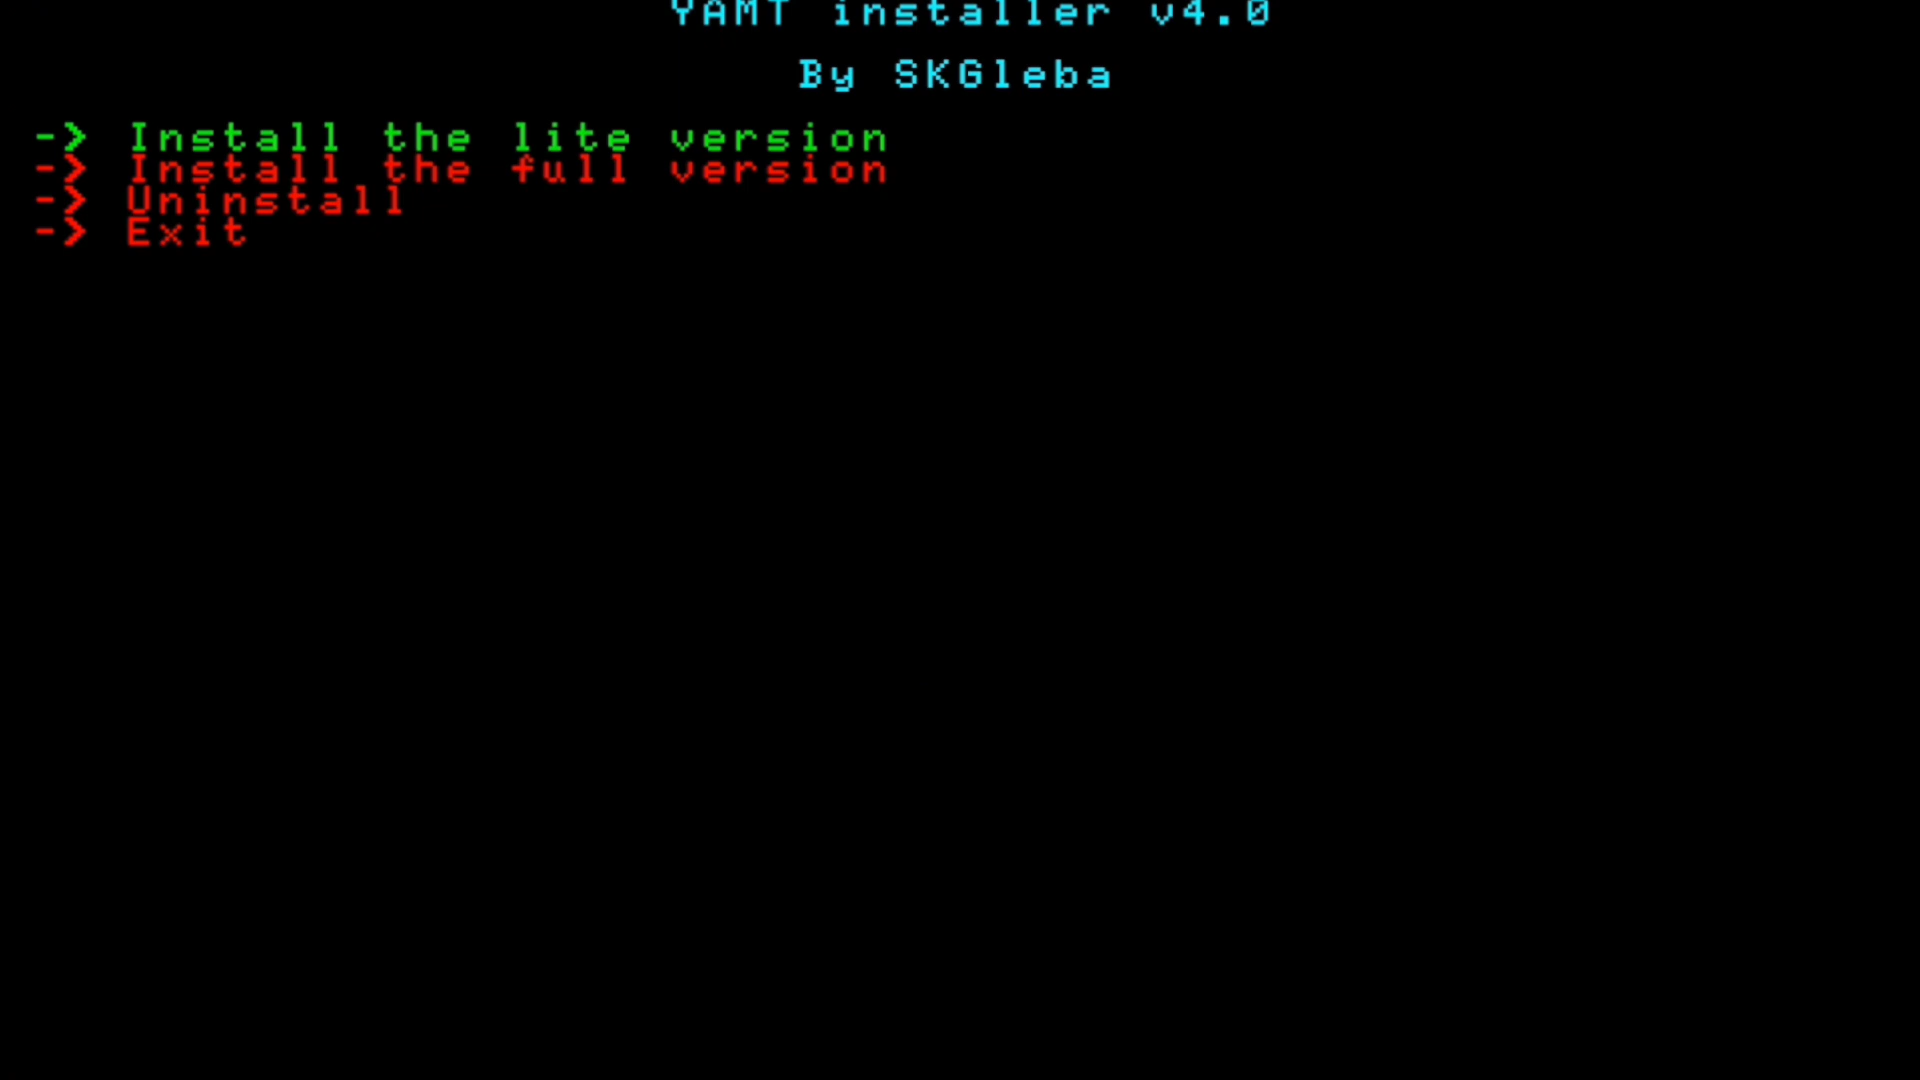 YAMT installer v4.0
By SKGleba
-> Install the lite version
-> Install the full version
-> Uninstall
-> Exit